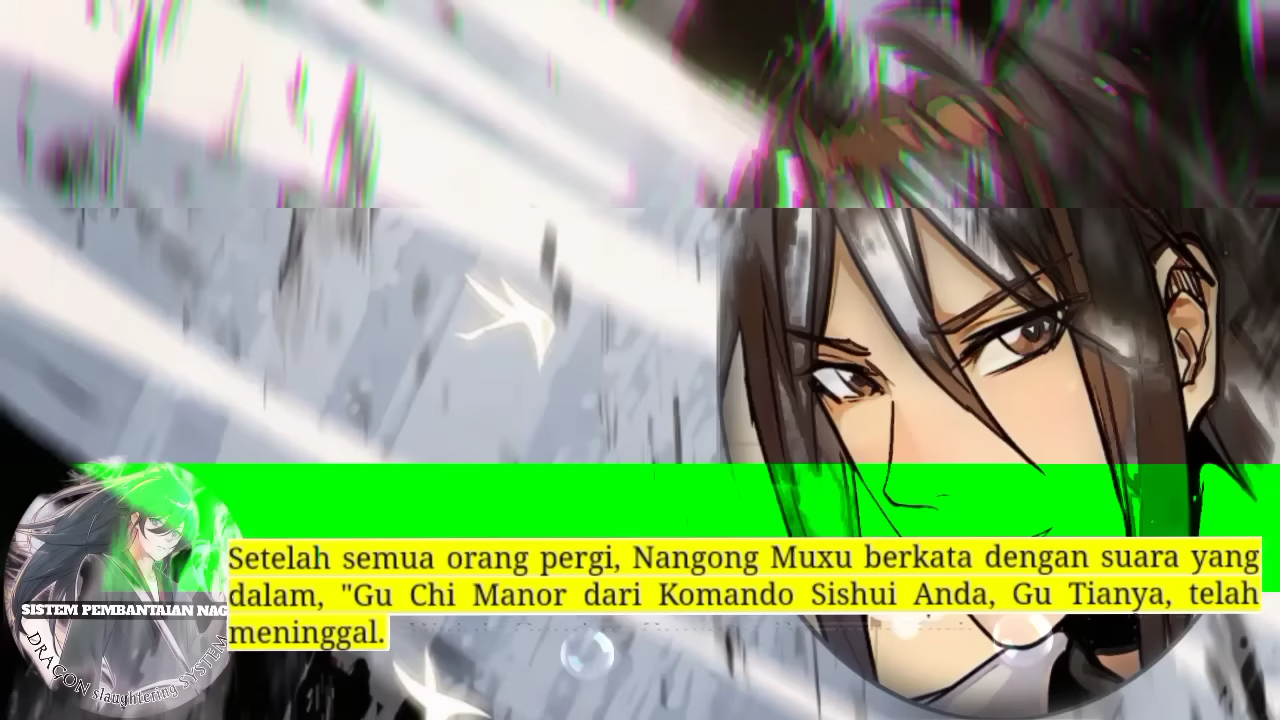 Setelah semua orang pergi, Nangong Muxu berkata dengan suara yang
dalam, "Gu Chi Manor dari Komando Sishui Anda, Gu Tianya, telah
meninggal.
SISTEM PEMBANTAIAN NAG
DRAGON slaughtering SYSTEM